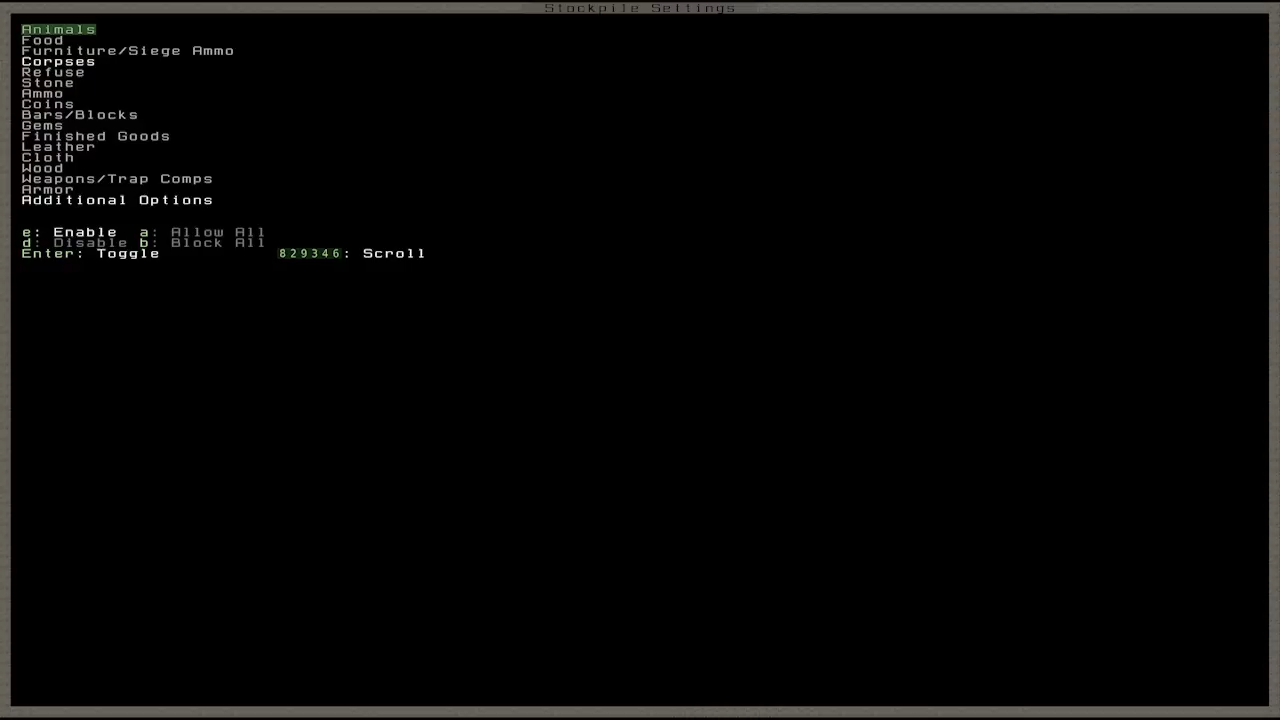 Stockpile Settings
Animals
Food
Furniture/Siege Ammo
Corpses
Refuse
Stone
Ammo
Coins
Bars/Blocks
Gems
Finished Goods
Leather
Cloth
Wood
Weapons/Trap Comps
Armor
Additional Options
e: Enable a: Allow All
d: Disable b: Block All
Enter: Toggle 829346: Scroll